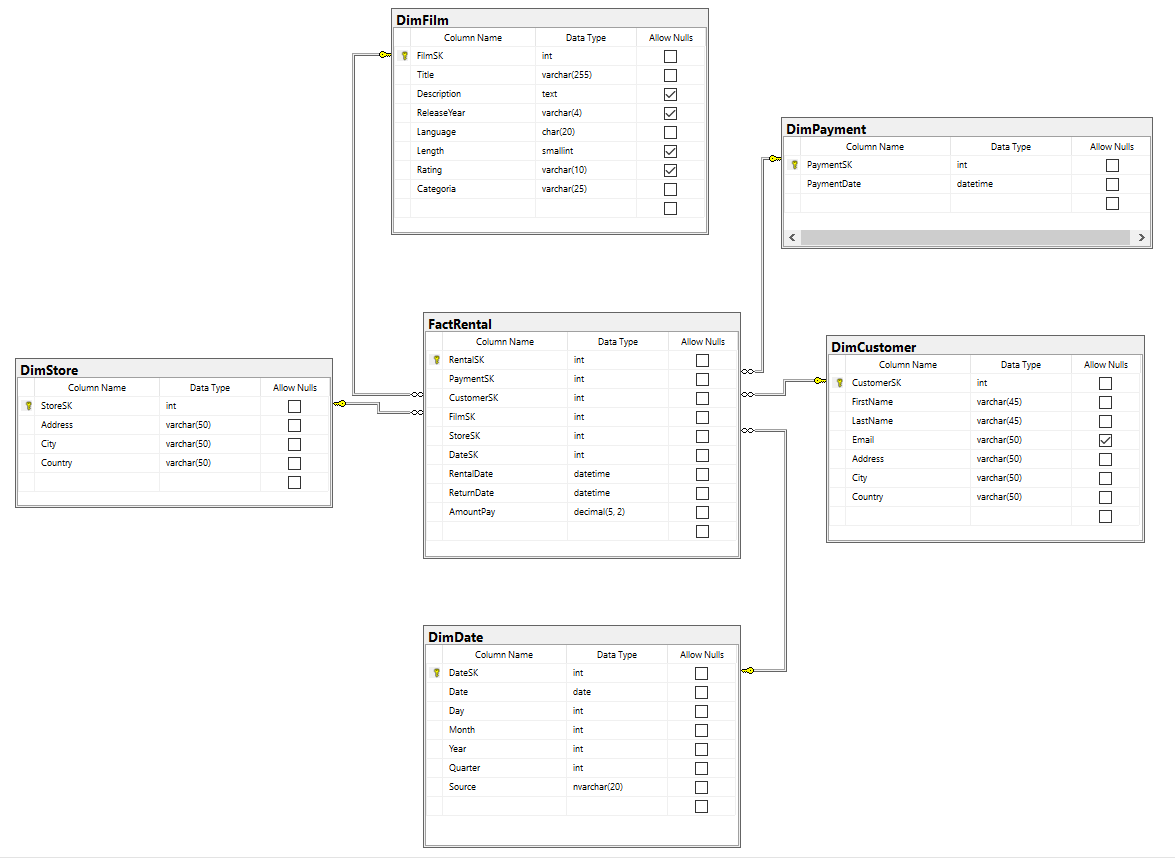 DimFilm
Column Name Data Type Allow Nulls
FilmSK int
Title varchar(255)
Description text
ReleaseYear varchar(4)
Language char(20)
Length smallint
Rating varchar(10)
Categoria varchar(25)
DimPayment
Column Name Data Type Allow Nulls
PaymentSK int
PaymentDate datetime
FactRental
Column Name Data Type Allow Nulls
RentalSK int
PaymentSK int
CustomerSK int
FilmSK int
StoreSK int
DateSK int
RentalDate datetime
ReturnDate datetime
AmountPay decimal(5, 2)
DimStore
Column Name Data Type Allow Nulls
StoreSK int
Address varchar(50)
City varchar(50)
Country varchar(50)
DimCustomer
Column Name Data Type Allow Nulls
CustomerSK int
FirstName varchar(45)
LastName varchar(45)
Email varchar(50)
Address varchar(50)
City varchar(50)
Country varchar(50)
DimDate
Column Name Data Type Allow Nulls
DateSK int
Date date
Day int
Month int
Year int
Quarter int
Source nvarchar(20)